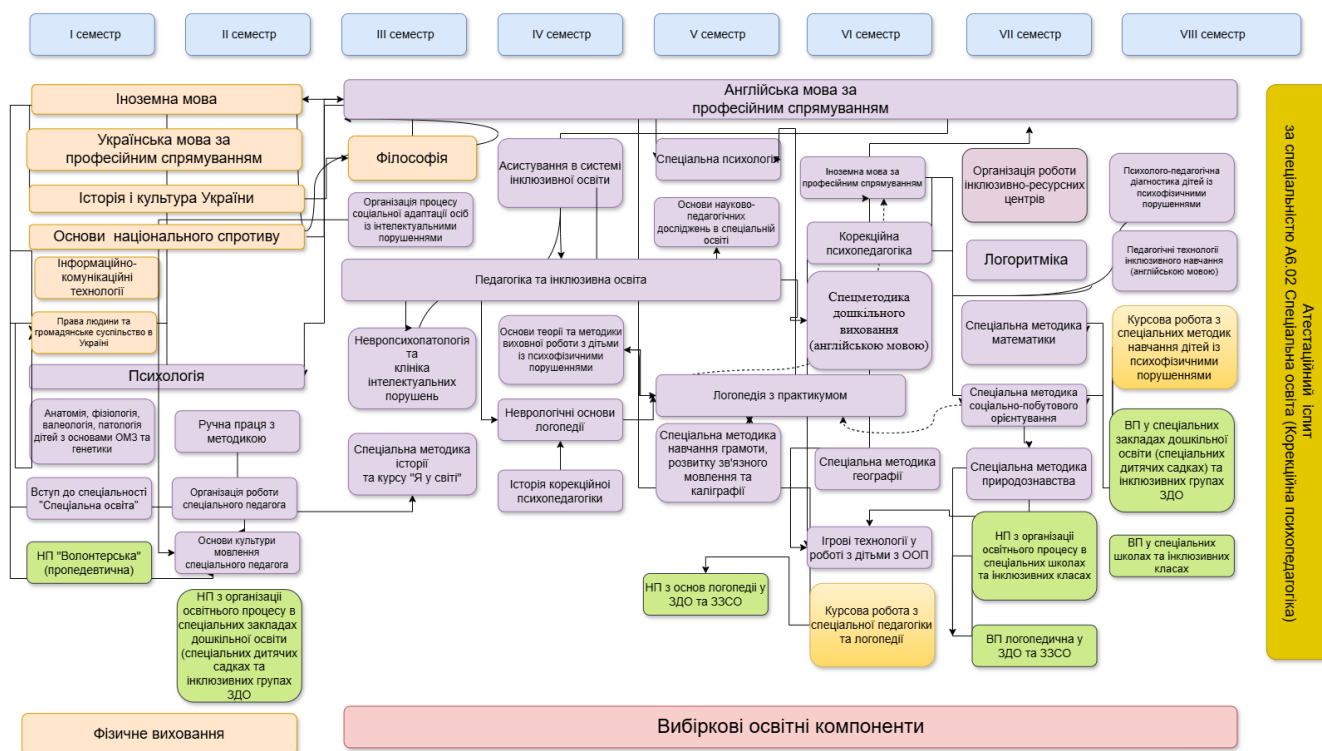 I семестр
II семестр
III семестр
IV семестр
V семестр
VI семестр
VII семестр
VIII семестр
Іноземна мова
Англійська мова за
професійним спрямуванням
Українська мова за
професійним спрямуванням
Філософія
Асистування в системі
інклюзивної освіти
Спеціальна психологія
Іноземна мова за
професійним спрямуванням
Організація роботи
інклюзивно-ресурсних
центрів
Психолого-педагогічна
діагностика дітей із
психофізичними
порушеннями
Історія і культура України
Організація процесу
соціальної адаптації осіб
із інтелектуальними
порушеннями
Основи науково-
педагогічних
досліджень в спеціальній
освіті
Корекційна
психопедагогіка
Основи національного спротиву
Логоритміка
Педагогічні технології
інклюзивного навчання
(англійською мовою)
Інформаційно-
комунікаційні
технології
Педагогіка та інклюзивна освіта
Спецметодика
дошкільного
виховання
(англійською мовою)
Права людини та
громадянське суспільство в
Україні
Невропсихопатологія
та
клініка
інтелектуальних
порушень
Основи теорії та методики
виховної роботи з дітьми
із психофізичними
порушеннями
Спеціальна методика
математики
Курсова робота з
спеціальних методик
навчання дітей із
психофізичними
порушеннями
Психологія
Логопедія з практикумом
Спеціальна методика
соціально-побутового
орієнтування
Анатомія, фізіологія,
валеологія, патологія
дітей з основами ОМЗ та
генетики
Ручна праця з
методикою
Спеціальна методика
історії
та курсу "Я у світі"
Неврологічні основи
логопедії
Спеціальна методика
навчання грамоти,
розвитку зв'язного
мовлення та
каліграфії
Спеціальна методика
географії
Спеціальна методика
природознавства
ВП у спеціальних
закладах дошкільної
освіти (спеціальних
дитячих садках) та
інклюзивних групах
ЗДО
Вступ до спеціальності
"Спеціальна освіта"
Організація роботи
спеціального педагога
Історія корекційної
психопедагогіки
НП "Волонтерська"
(пропедевтична)
Основи культури
мовлення
спеціального педагога
Ігрові технології у
роботі з дітьми з ООП
НП з організації
освітнього процесу в
спеціальних школах
та інклюзивних класах
ВП у спеціальних
школах та інклюзивних
класах
НП з організації
освітнього процесу в
спеціальних закладах
дошкільної освіти
(спеціальних дитячих
садках та
інклюзивних групах
ЗДО
НП з основ логопедії у
ЗДО та ЗЗСО
Курсова робота з
спеціальної педагогіки
та логопедії
ВП логопедична у
ЗДО та ЗЗСО
Фізичне виховання
Вибіркові освітні компоненти
Атестаційний іспит
за спеціальністю А6.02 Спеціальна освіта (Корекційна психопедагогіка)